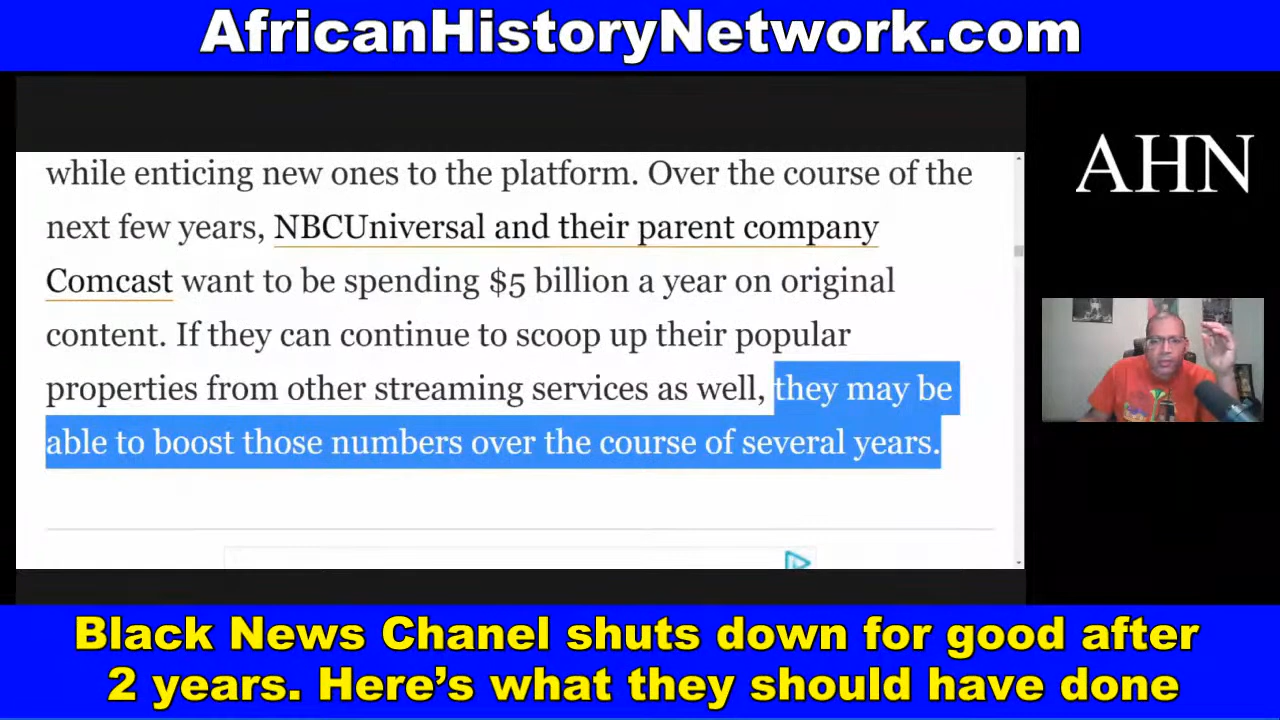 AfricanHistoryNetwork.com
AHN
while enticing new ones to the platform. Over the course of the
next few years, NBCUniversal and their parent company
Comcast want to be spending $5 billion a year on original
content. If they can continue to scoop up their popular
properties from other streaming services as well, they may be
able to boost those numbers over the course of several years.
Black News Chanel shuts down for good after
2 years. Here’s what they should have done